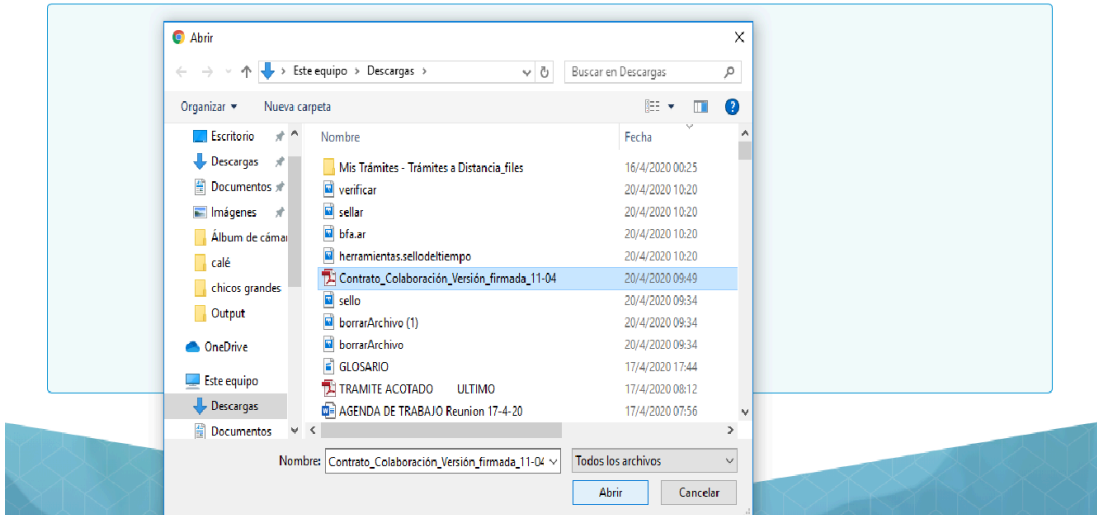 Abrir
Este equipo > Descargas >
Buscar en Descargas
Organizar
Nueva carpeta
Escritorio
Descargas
Documentos
Imágenes
Álbum de cámar
calé
chicos grandes
Output
OneDrive
Este equipo
Descargas
Documentos
Nombre Fecha
Mis Trámites - Trámites a Distancia_files 16/4/2020 00:25
verificar 20/4/2020 10:20
sellar 20/4/2020 10:20
bfa.ar 20/4/2020 10:20
herramientas.sellodeltiempo 20/4/2020 10:20
Contrato_Colaboración_Versión_firmada_11-04 20/4/2020 09:49
sello 20/4/2020 09:34
borrarArchivo (1) 20/4/2020 09:34
borrarArchivo 20/4/2020 09:34
GLOSARIO 17/4/2020 17:44
TRAMITE ACOTADO ULTIMO 17/4/2020 08:12
AGENDA DE TRABAJO Reunion 17-4-20 17/4/2020 07:56
Nombre: Contrato_Colaboración_Versión_firmada_11-04
Todos los archivos
Abrir
Cancelar